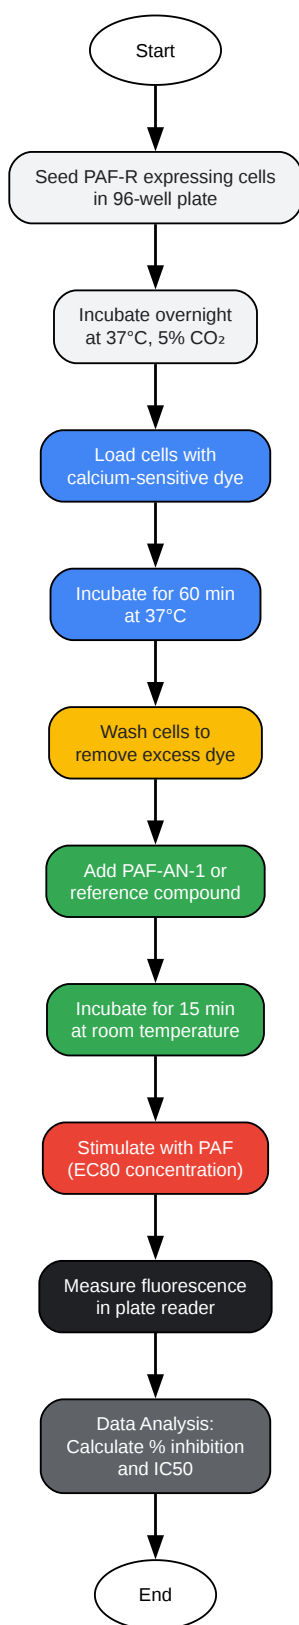 Start
Seed PAF-R expressing cells
in 96-well plate
Incubate overnight
at 37°C, 5% CO₂
Load cells with
calcium-sensitive dye
Incubate for 60 min
at 37°C
Wash cells to
remove excess dye
Add PAF-AN-1 or
reference compound
Incubate for 15 min
at room temperature
Stimulate with PAF
(EC80 concentration)
Measure fluorescence
in plate reader
Data Analysis:
Calculate % inhibition
and IC50
End